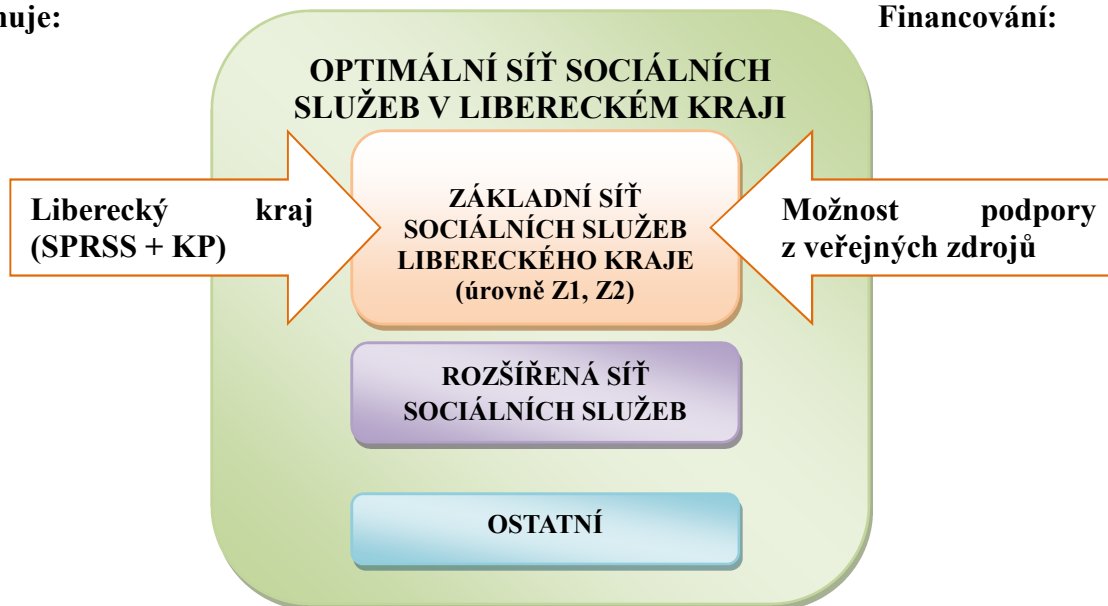 nuje:
Financování:
OPTIMÁLNÍ SÍŤ SOCIÁLNÍCH
SLUŽEB V LIBERECKÉM KRAJI
Liberecký kraj
(SPRSS + KP)
ZÁKLADNÍ SÍŤ
SOCIÁLNÍCH SLUŽEB
LIBERECKÉHO KRAJE
(úrovně Z1, Z2)
Možnost podpory
z veřejných zdrojů
ROZŠÍŘENÁ SÍŤ
SOCIÁLNÍCH SLUŽEB
OSTATNÍ